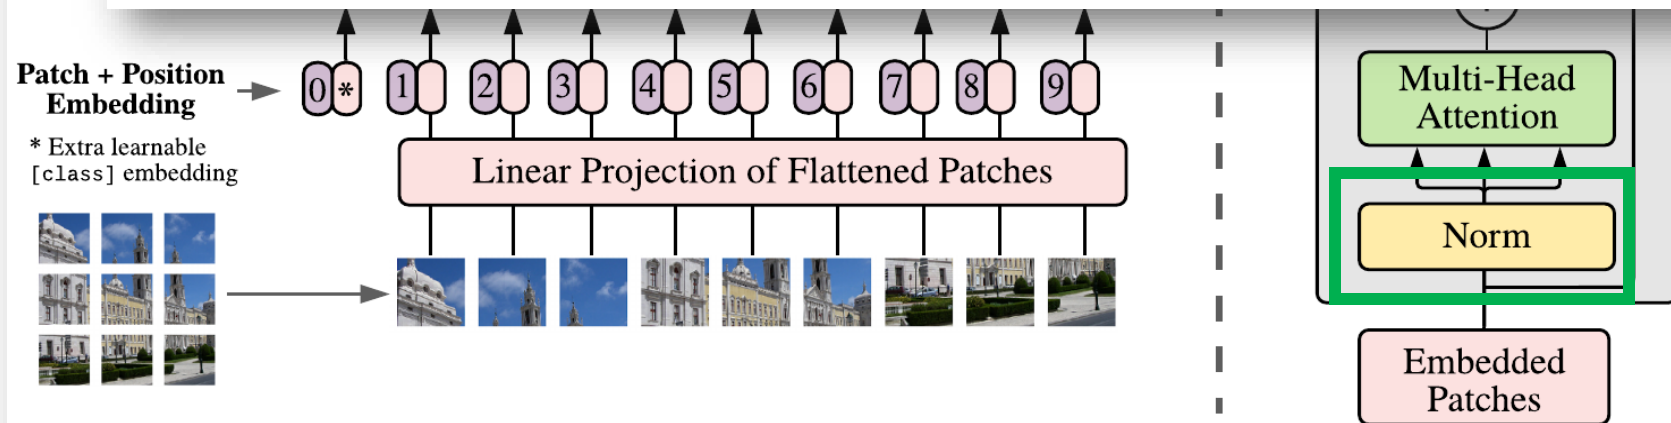 Patch + Position
Embedding
* Extra learnable
[class] embedding
0 * 1 2 3 4 5 6 7 8 9
Linear Projection of Flattened Patches
Multi-Head
Attention
Norm
Embedded
Patches